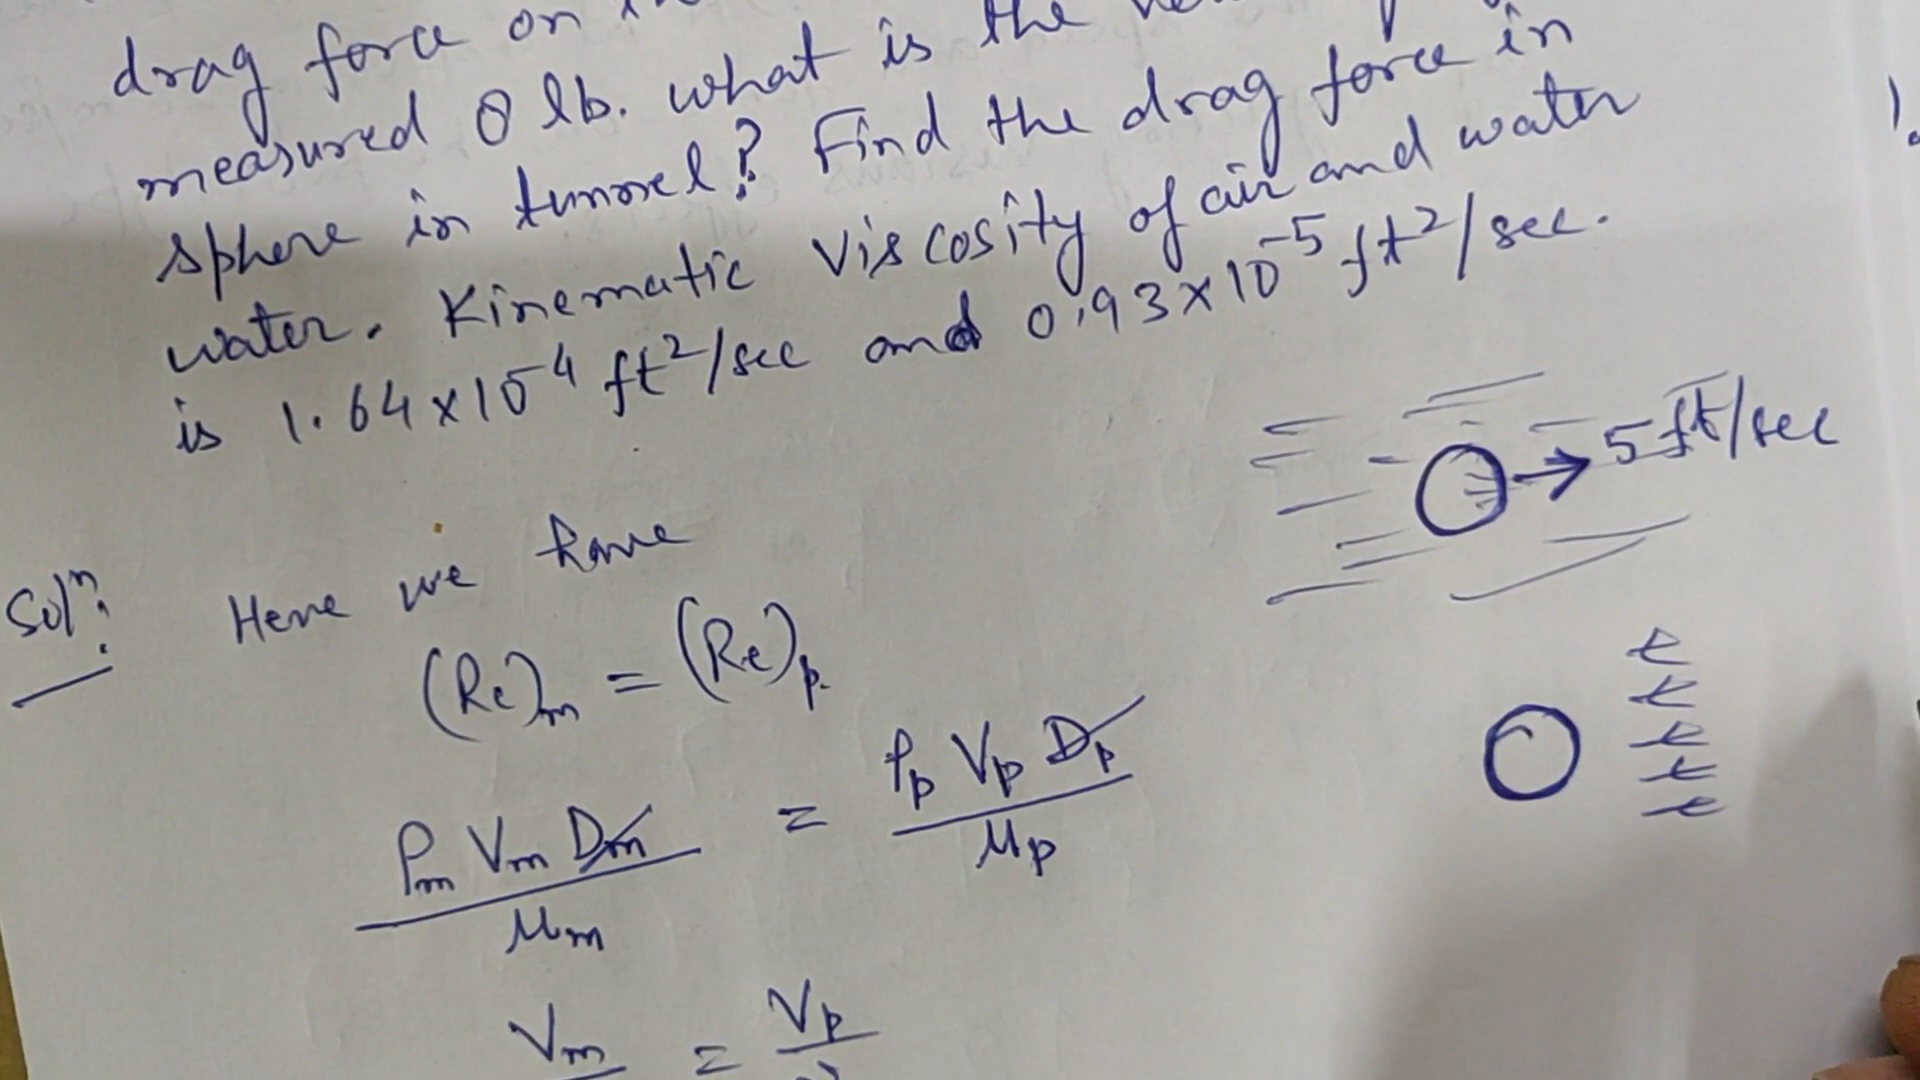 drag force on
measured 8 lb. what is the
sphere in tunnel? Find the drag force in
water. Kinematic viscosity of air and water
is 1.64×10⁻⁴ ft²/sec and 0.93×10⁻⁵ ft²/sec.
5 ft/sec
Solⁿ: Here we have
(Re)m = (Re)p.
ρm Vm Dm / μm = ρp Vp Dp / μp
Vm = Vp
1.